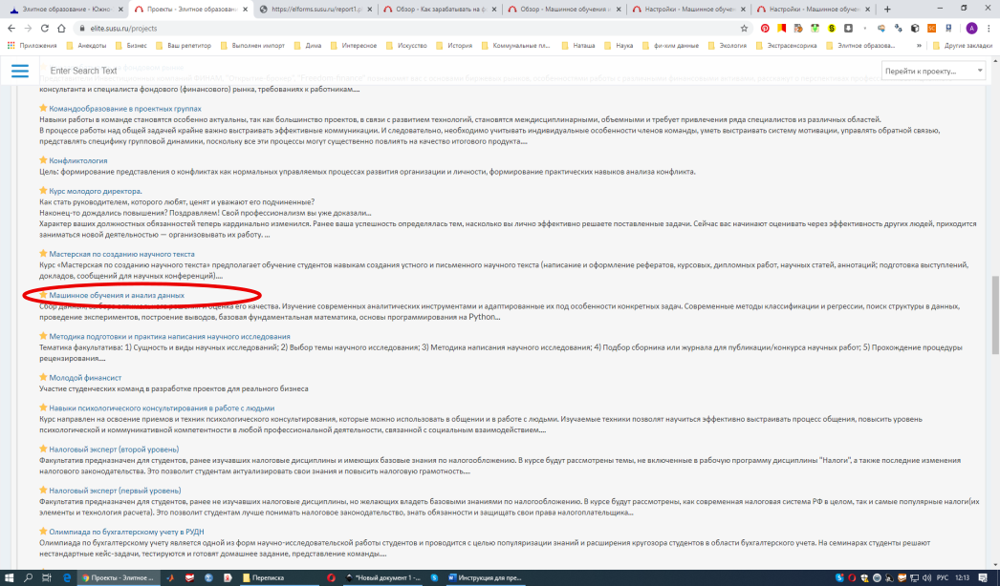 Элитное образование - Южно-
Проекты - Элитное образовани
https://elforms.susu.ru/report1.p
Обзор - Как зарабатывать на ф
Обзор - Машинное обучения и
Настройки - Машинное обуче
Настройки - Машинное обуче
elite.susu.ru/projects
Приложения Анекдоты Бизнес Ваш репетитор Выполнен импорт Дима Интересное Искусство История Коммунальные пл... Наташа Наука фи-хим данные Экология Экстрасенсорика Элитное образова... » Другие закладки
Enter Search Text
Перейти к проекту...
консультанта и специалиста фондового (финансового) рынка, требованиях к работникам....
Командообразование в проектных группах
Навыки работы в команде становятся особенно актуальны, так как большинство проектов, в связи с развитием технологий, становятся междисциплинарными, объемными и требует привлечения ряда специалистов из различных областей.
В процессе работы над общей задачей крайне важно выстраивать эффективные коммуникации. И следовательно, необходимо учитывать индивидуальные особенности членов команды, уметь выстраивать систему мотивации, управлять обратной связью,
представлять специфику групповой динамики, поскольку все эти процессы могут существенно повлиять на качество итогового продукта....
Конфликтология
Цель: формирование представления о конфликтах как нормальных управляемых процессах развития организации и личности, формирование практических навыков анализа конфликта.
Курс молодого директора.
Как стать руководителем, которого любят, ценят и уважают его подчиненные?
Наконец-то дождались повышения? Поздравляем! Свой профессионализм вы уже доказали...
Характер ваших должностных обязанностей теперь кардинально изменился. Ранее ваша успешность определялась тем, насколько вы лично эффективно решаете поставленные задачи. Сейчас вас начинают оценивать через эффективность других людей, приходится
заниматься новой деятельностью — организовывать их работу. ...
Мастерская по созданию научного текста
Курс «Мастерская по созданию научного текста» предполагает обучение студентов навыкам создания устного и письменного научного текста (написание и оформление рефератов, курсовых, дипломных работ, научных статей, аннотаций; подготовка выступлений,
докладов, сообщений для научных конференций)....
Машинное обучения и анализ данных
Сбор данных, оценка его качества. Изучение современных аналитических инструментами и адаптированные их под особенности конкретных задач. Современные методы классификации и регрессии, поиск структуры в данных,
проведение экспериментов, построение выводов, базовая фундаментальная математика, основы программирования на Python...
Методика подготовки и практика написания научного исследования
Тематика факультатива: 1) Сущность и виды научных исследований; 2) Выбор темы научного исследования; 3) Методика написания научного исследования; 4) Подбор сборника или журнала для публикации/конкурса научных работ; 5) Прохождение процедуры
рецензирования....
Молодой финансист
Участие студенческих команд в разработке проектов для реального бизнеса
Навыки психологического консультирования в работе с людьми
Курс направлен на освоение приемов и техник психологического консультирования, которые можно использовать в общении и в работе с людьми. Изучаемые техники позволят научиться эффективно выстраивать процесс общения, повысить уровень
психологической и коммуникативной компетентности в любой профессиональной деятельности, связанной с социальным взаимодействием....
Налоговый эксперт (второй уровень)
Факультатив предназначен для студентов, ранее изучавших налоговые дисциплины и имеющих базовые знания по налогообложению. В курсе будут рассмотрены темы, не включенные в рабочую программу дисциплины "Налоги", а также последние изменения
налогового законодательства. Это позволит студентам актуализировать свои знания и повысить налоговую грамотность....
Налоговый эксперт (первый уровень)
Факультатив предназначен для студентов, ранее не изучавших налоговые дисциплины, но желающих владеть базовыми знаниями по налогообложению. В курсе будут рассмотрены, как современная налоговая система РФ в целом, так и самые популярные налоги(их
элементы и технология расчета). Это позволит студентам лучше понимать налоговое законодательство, знать обязанности и защищать свои права налогоплательщика...
Олимпиада по бухгалтерскому учету в РУДН
Олимпиада по бухгалтерскому учету является одной из форм научно-исследовательской работы студентов и проводится с целью популяризации знаний и расширения кругозора студентов в области бухгалтерского учета. На семинарах студенты решают
нестандартные кейс-задачи, тестируются и готовят домашнее задание, представление команды....
Проекты - Элитное ... Переписка *Новый документ 1 -... Инструкция для пре... РУС 12:13